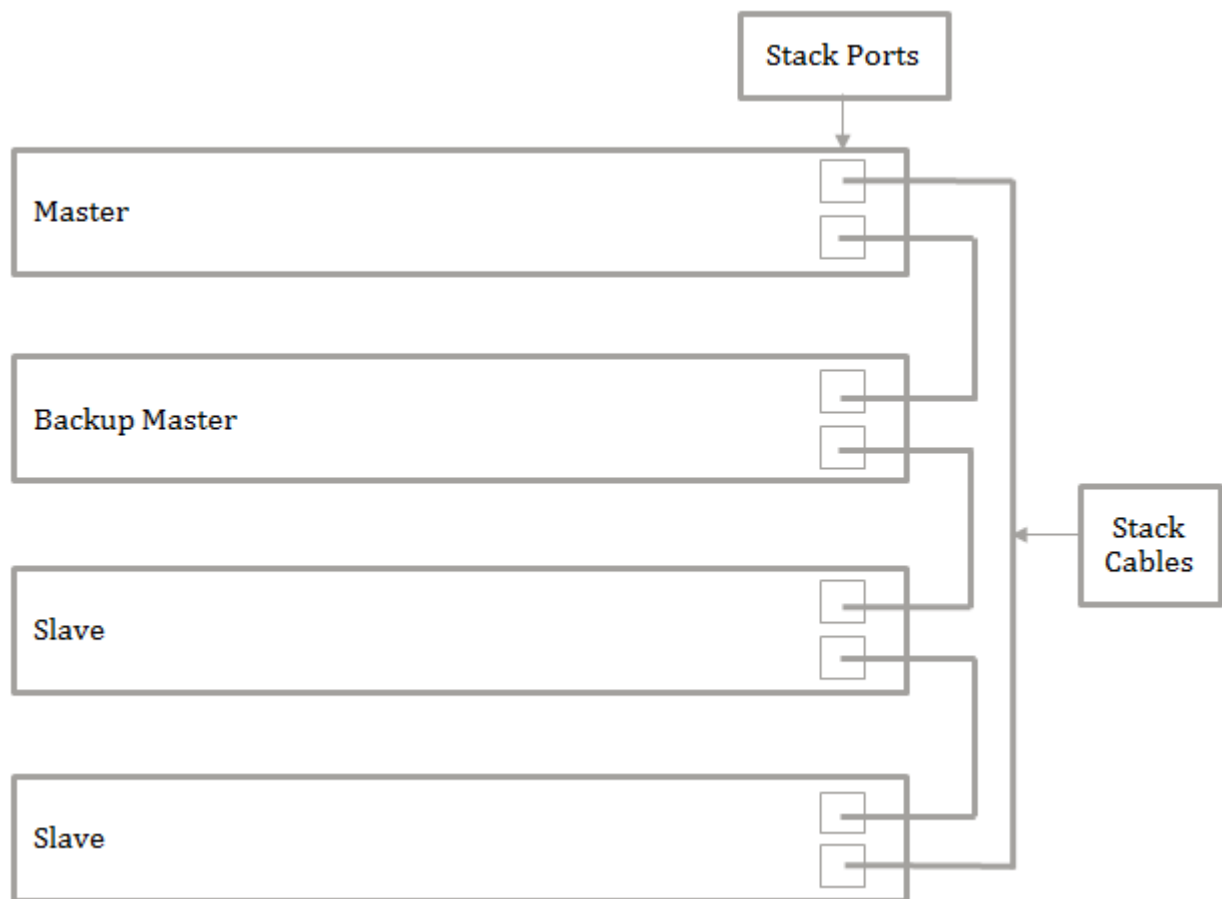 Stack Ports
Master
Backup Master
Stack
Cables
Slave
Slave